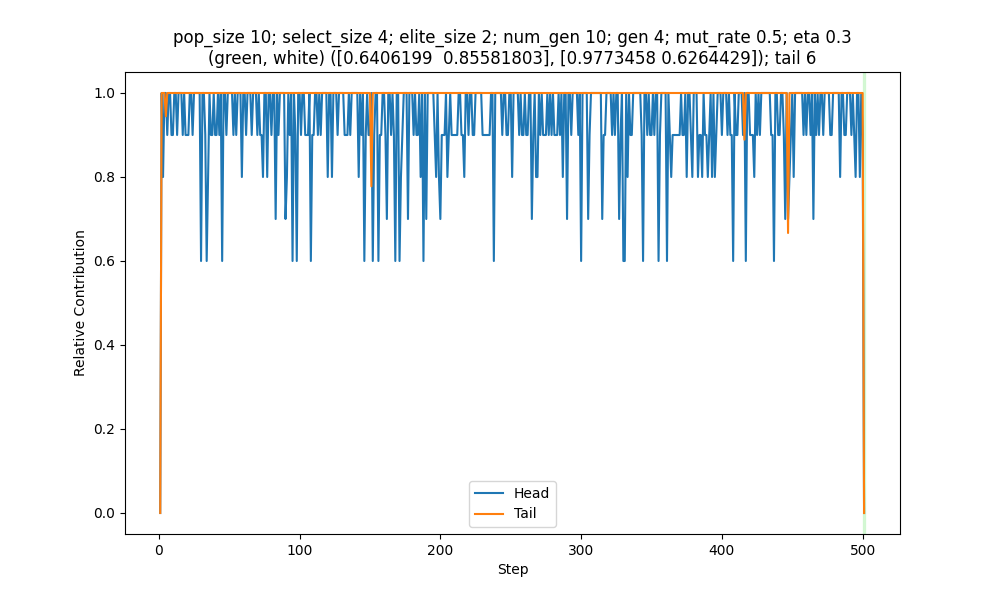 pop_size 10; select_size 4; elite_size 2; num_gen 10; gen 4; mut_rate 0.5; eta 0.3
(green, white) ([0.6406199  0.85581803], [0.9773458 0.6264429]); tail 6
1.0
0.8
0.6
0.4
0.2
0.0
Relative Contribution
Head
Tail
0
100
200
300
400
500
Step